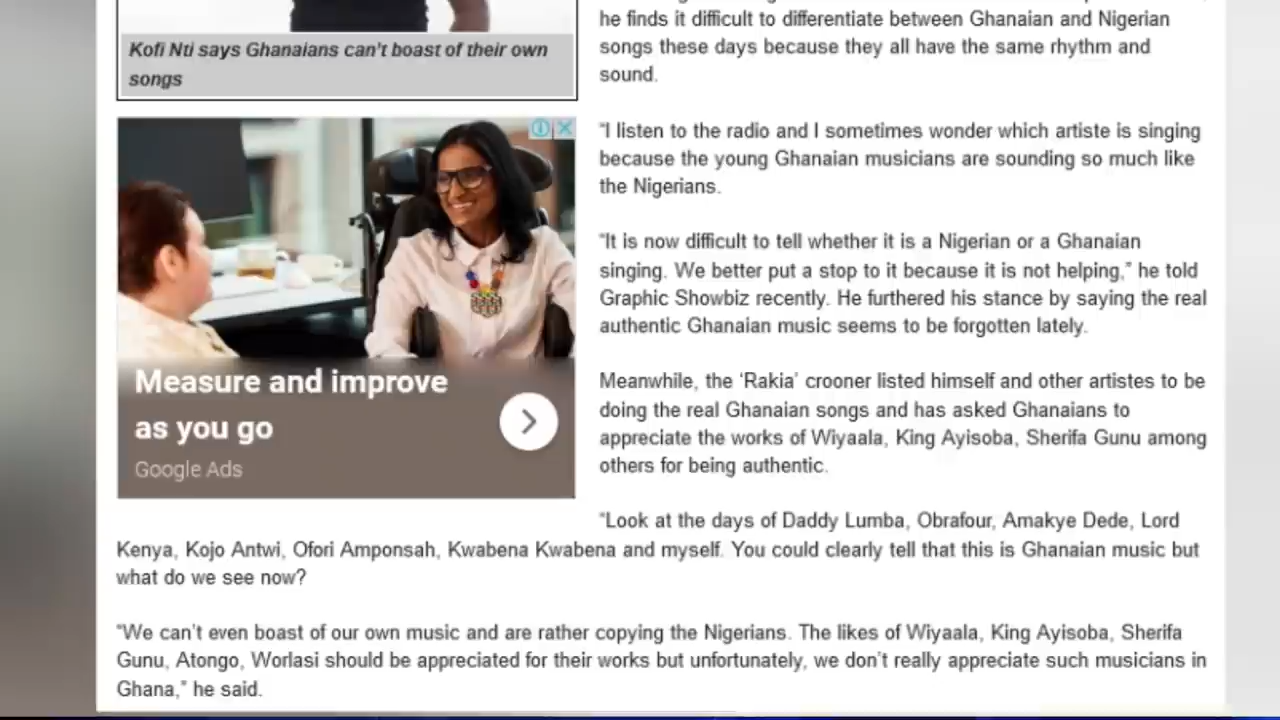 he finds it difficult to differentiate between Ghanaian and Nigerian
songs these days because they all have the same rhythm and
sound.
Kofi Nti says Ghanaians can't boast of their own
songs
"I listen to the radio and I sometimes wonder which artiste is singing
because the young Ghanaian musicians are sounding so much like
the Nigerians.
"It is now difficult to tell whether it is a Nigerian or a Ghanaian
singing. We better put a stop to it because it is not helping," he told
Graphic Showbiz recently. He furthered his stance by saying the real
authentic Ghanaian music seems to be forgotten lately.
Measure and improve
as you go
Google Ads
Meanwhile, the 'Rakia' crooner listed himself and other artistes to be
doing the real Ghanaian songs and has asked Ghanaians to
appreciate the works of Wiyaala, King Ayisoba, Sherifa Gunu among
others for being authentic.
"Look at the days of Daddy Lumba, Obrafour, Amakye Dede, Lord
Kenya, Kojo Antwi, Ofori Amponsah, Kwabena Kwabena and myself. You could clearly tell that this is Ghanaian music but
what do we see now?
"We can't even boast of our own music and are rather copying the Nigerians. The likes of Wiyaala, King Ayisoba, Sherifa
Gunu, Atongo, Worlasi should be appreciated for their works but unfortunately, we don't really appreciate such musicians in
Ghana," he said.